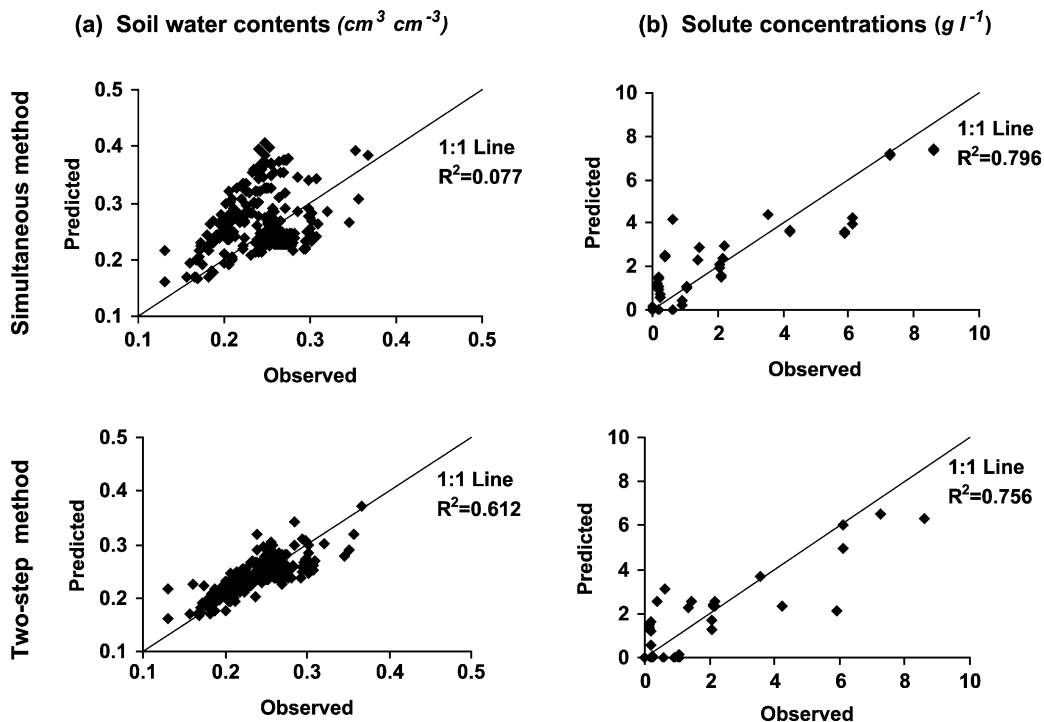 (a) Soil water contents (cm³ cm⁻³)
(b) Solute concentrations (g l⁻¹)
Simultaneous method
Predicted
0.5
0.4
0.3
0.2
0.1
0.1 0.2 0.3 0.4 0.5
Observed
1:1 Line
R²=0.077
Predicted
10
8
6
4
2
0
0 2 4 6 8 10
Observed
1:1 Line
R²=0.796
Two-step method
Predicted
0.5
0.4
0.3
0.2
0.1
0.1 0.2 0.3 0.4 0.5
Observed
1:1 Line
R²=0.612
Predicted
10
8
6
4
2
0
0 2 4 6 8 10
Observed
1:1 Line
R²=0.756